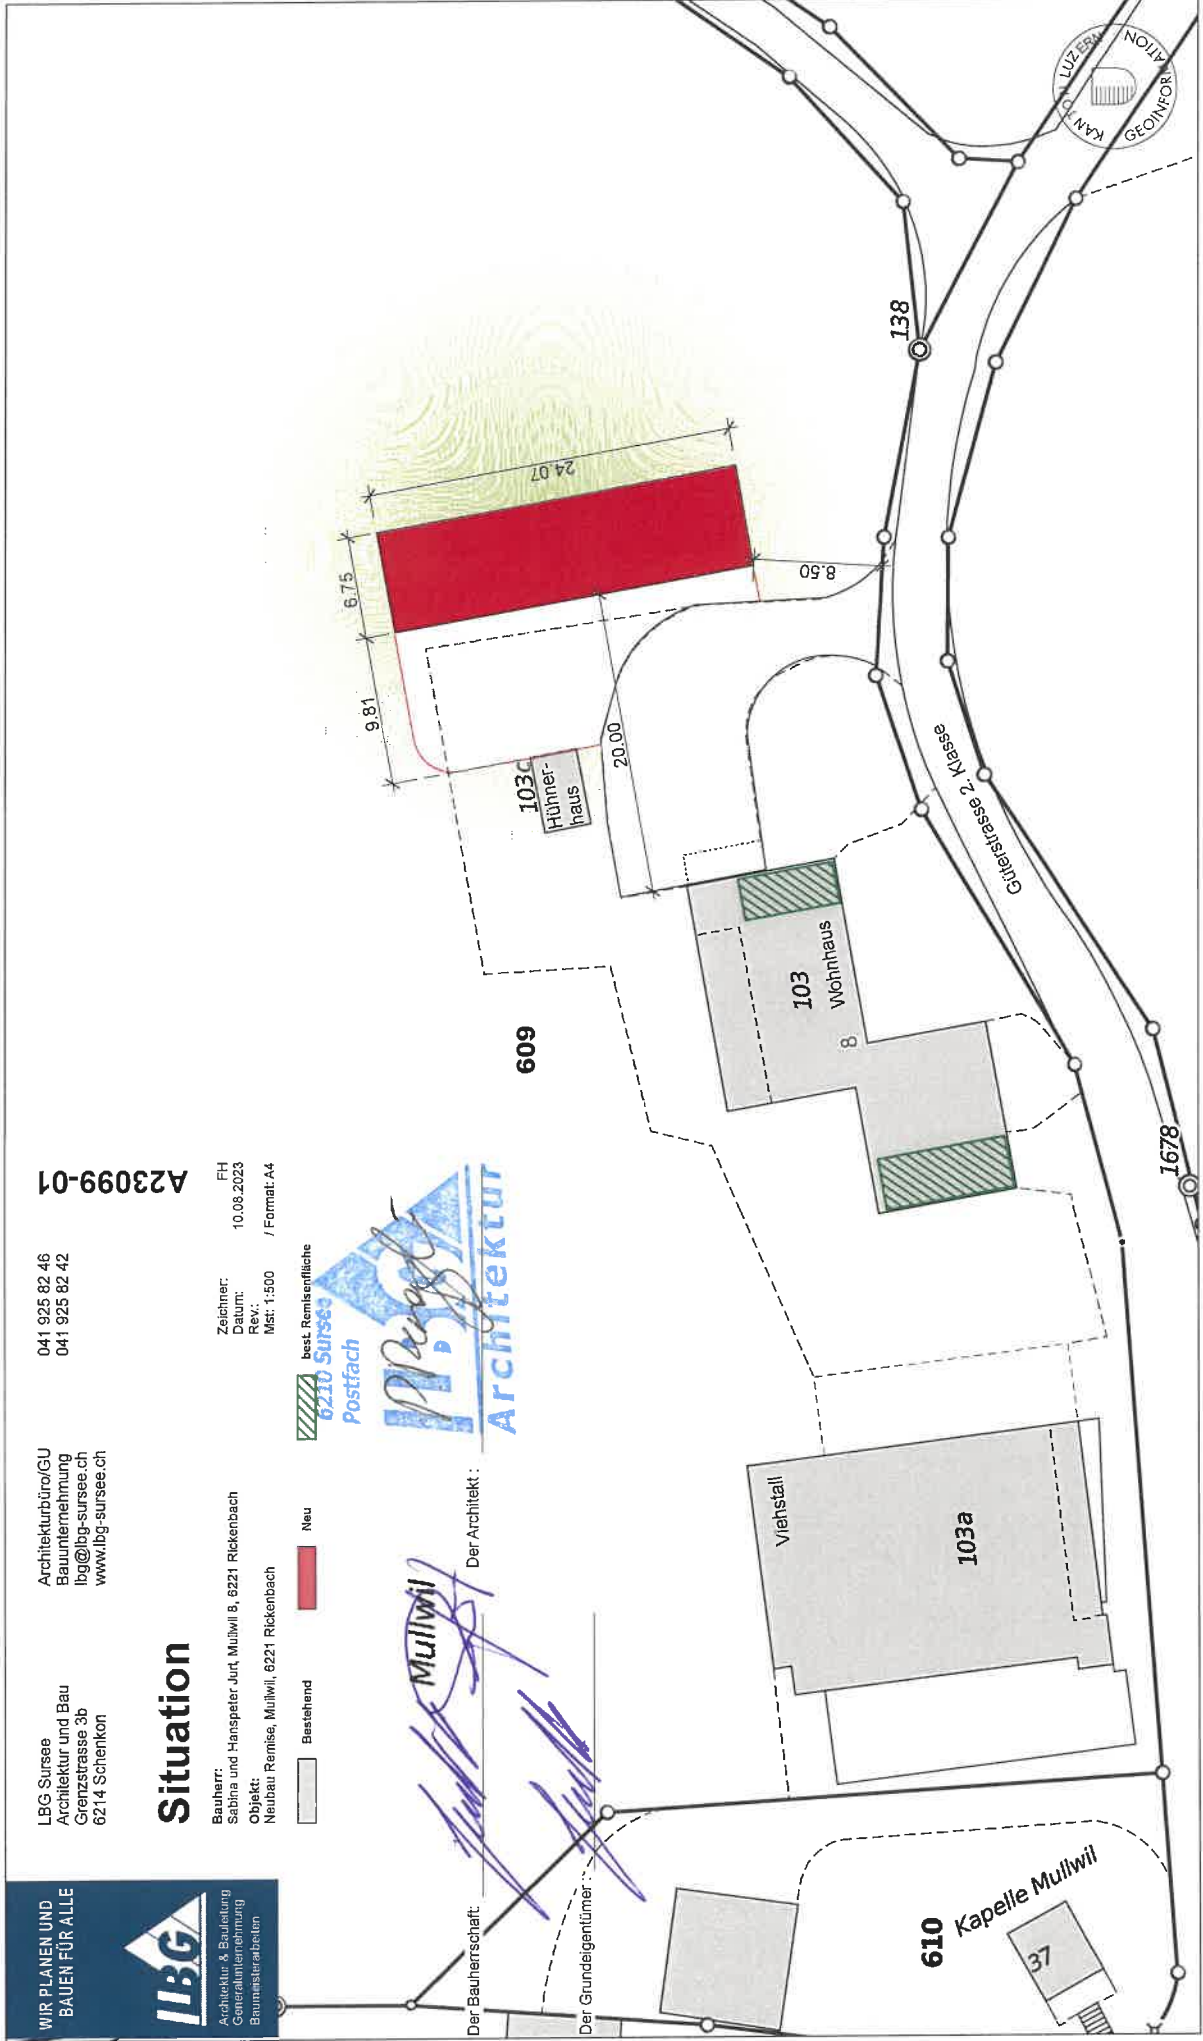 WIR PLANEN UND
BAUEN FÜR ALLE
LBG
Architektur & Bauleitung
Generalunternehmung
Baumeisterarbeiten
LBG Sursee
Architektur und Bau
Grenzstrasse 3b
6214 Schenkon
Architekturbüro/GU
Bauunternehmung
lbg@lbg-sursee.ch
www.lbg-sursee.ch
041 925 82 46
041 925 82 42
A23099-01
Situation
Bauherr:
Sabina und Hanspeter Jurt, Mullwil 8, 6221 Rickenbach
Objekt:
Neubau Remise, Mullwil, 6221 Rickenbach
Zeichner: FH
Datum: 10.08.2023
Rev.:
Mst: 1:500 / Format: A4
Bestehend
Neu
best. Remisenfläche
6210 Sursee
Postfach
Architektur
Der Bauherrschaft:
Der Architekt :
Der Grundeigentümer :
Mullwil
609
6.75
9.81
24.07
8.50
20.00
103c
Hühner-
haus
138
KANTON LUZERN
GEOINFORMATION
103
Wohnhaus
8
Güterstrasse 2. Klasse
1678
Viehstall
103a
610
Kapelle Mullwil
37